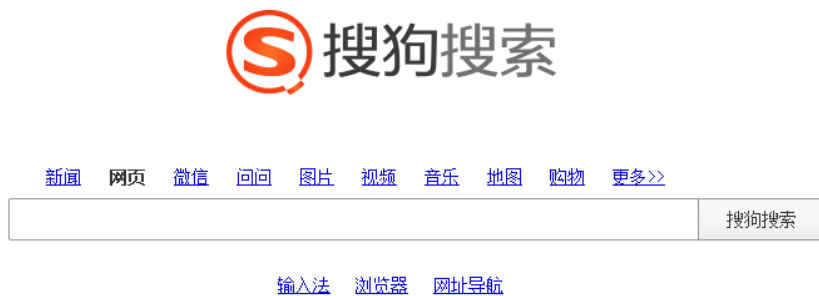 搜狗搜索
新闻 网页 微信 问问 图片 视频 音乐 地图 购物 更多>>
搜狗搜索
输入法 浏览器 网址导航